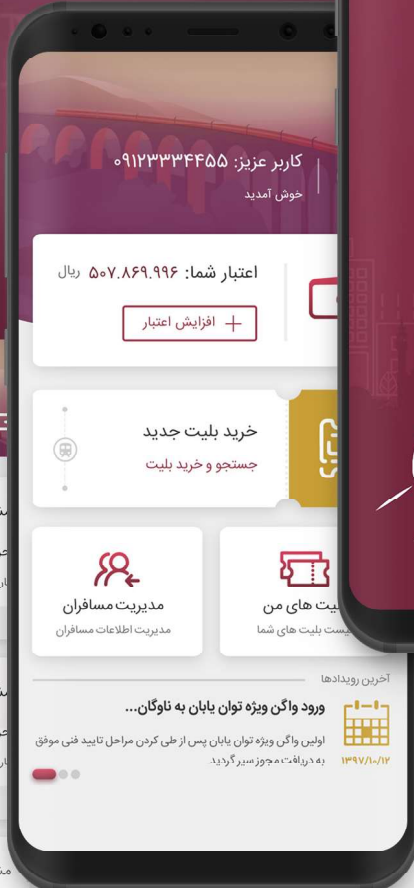 کاربر عزیز: ۰۹۱۲۳۳۳۴۴۵۵
خوش آمدید
اعتبار شما: ۵۰۷.۸۶۹.۹۹۶ ریال
افزایش اعتبار
خرید بلیت جدید
جستجو و خرید بلیت
های من
بلیت های شما
مدیریت مسافران
مدیریت اطلاعات مسافران
آخرین رویدادها
ورود واگن ویژه توان یابان به ناوگان...
اولین واگن ویژه توان یابان پس از طی کردن مراحل تایید فنی موفق
به دریافت مجوز سیر گردید
۱۳۹۷/۱۰/۱۲